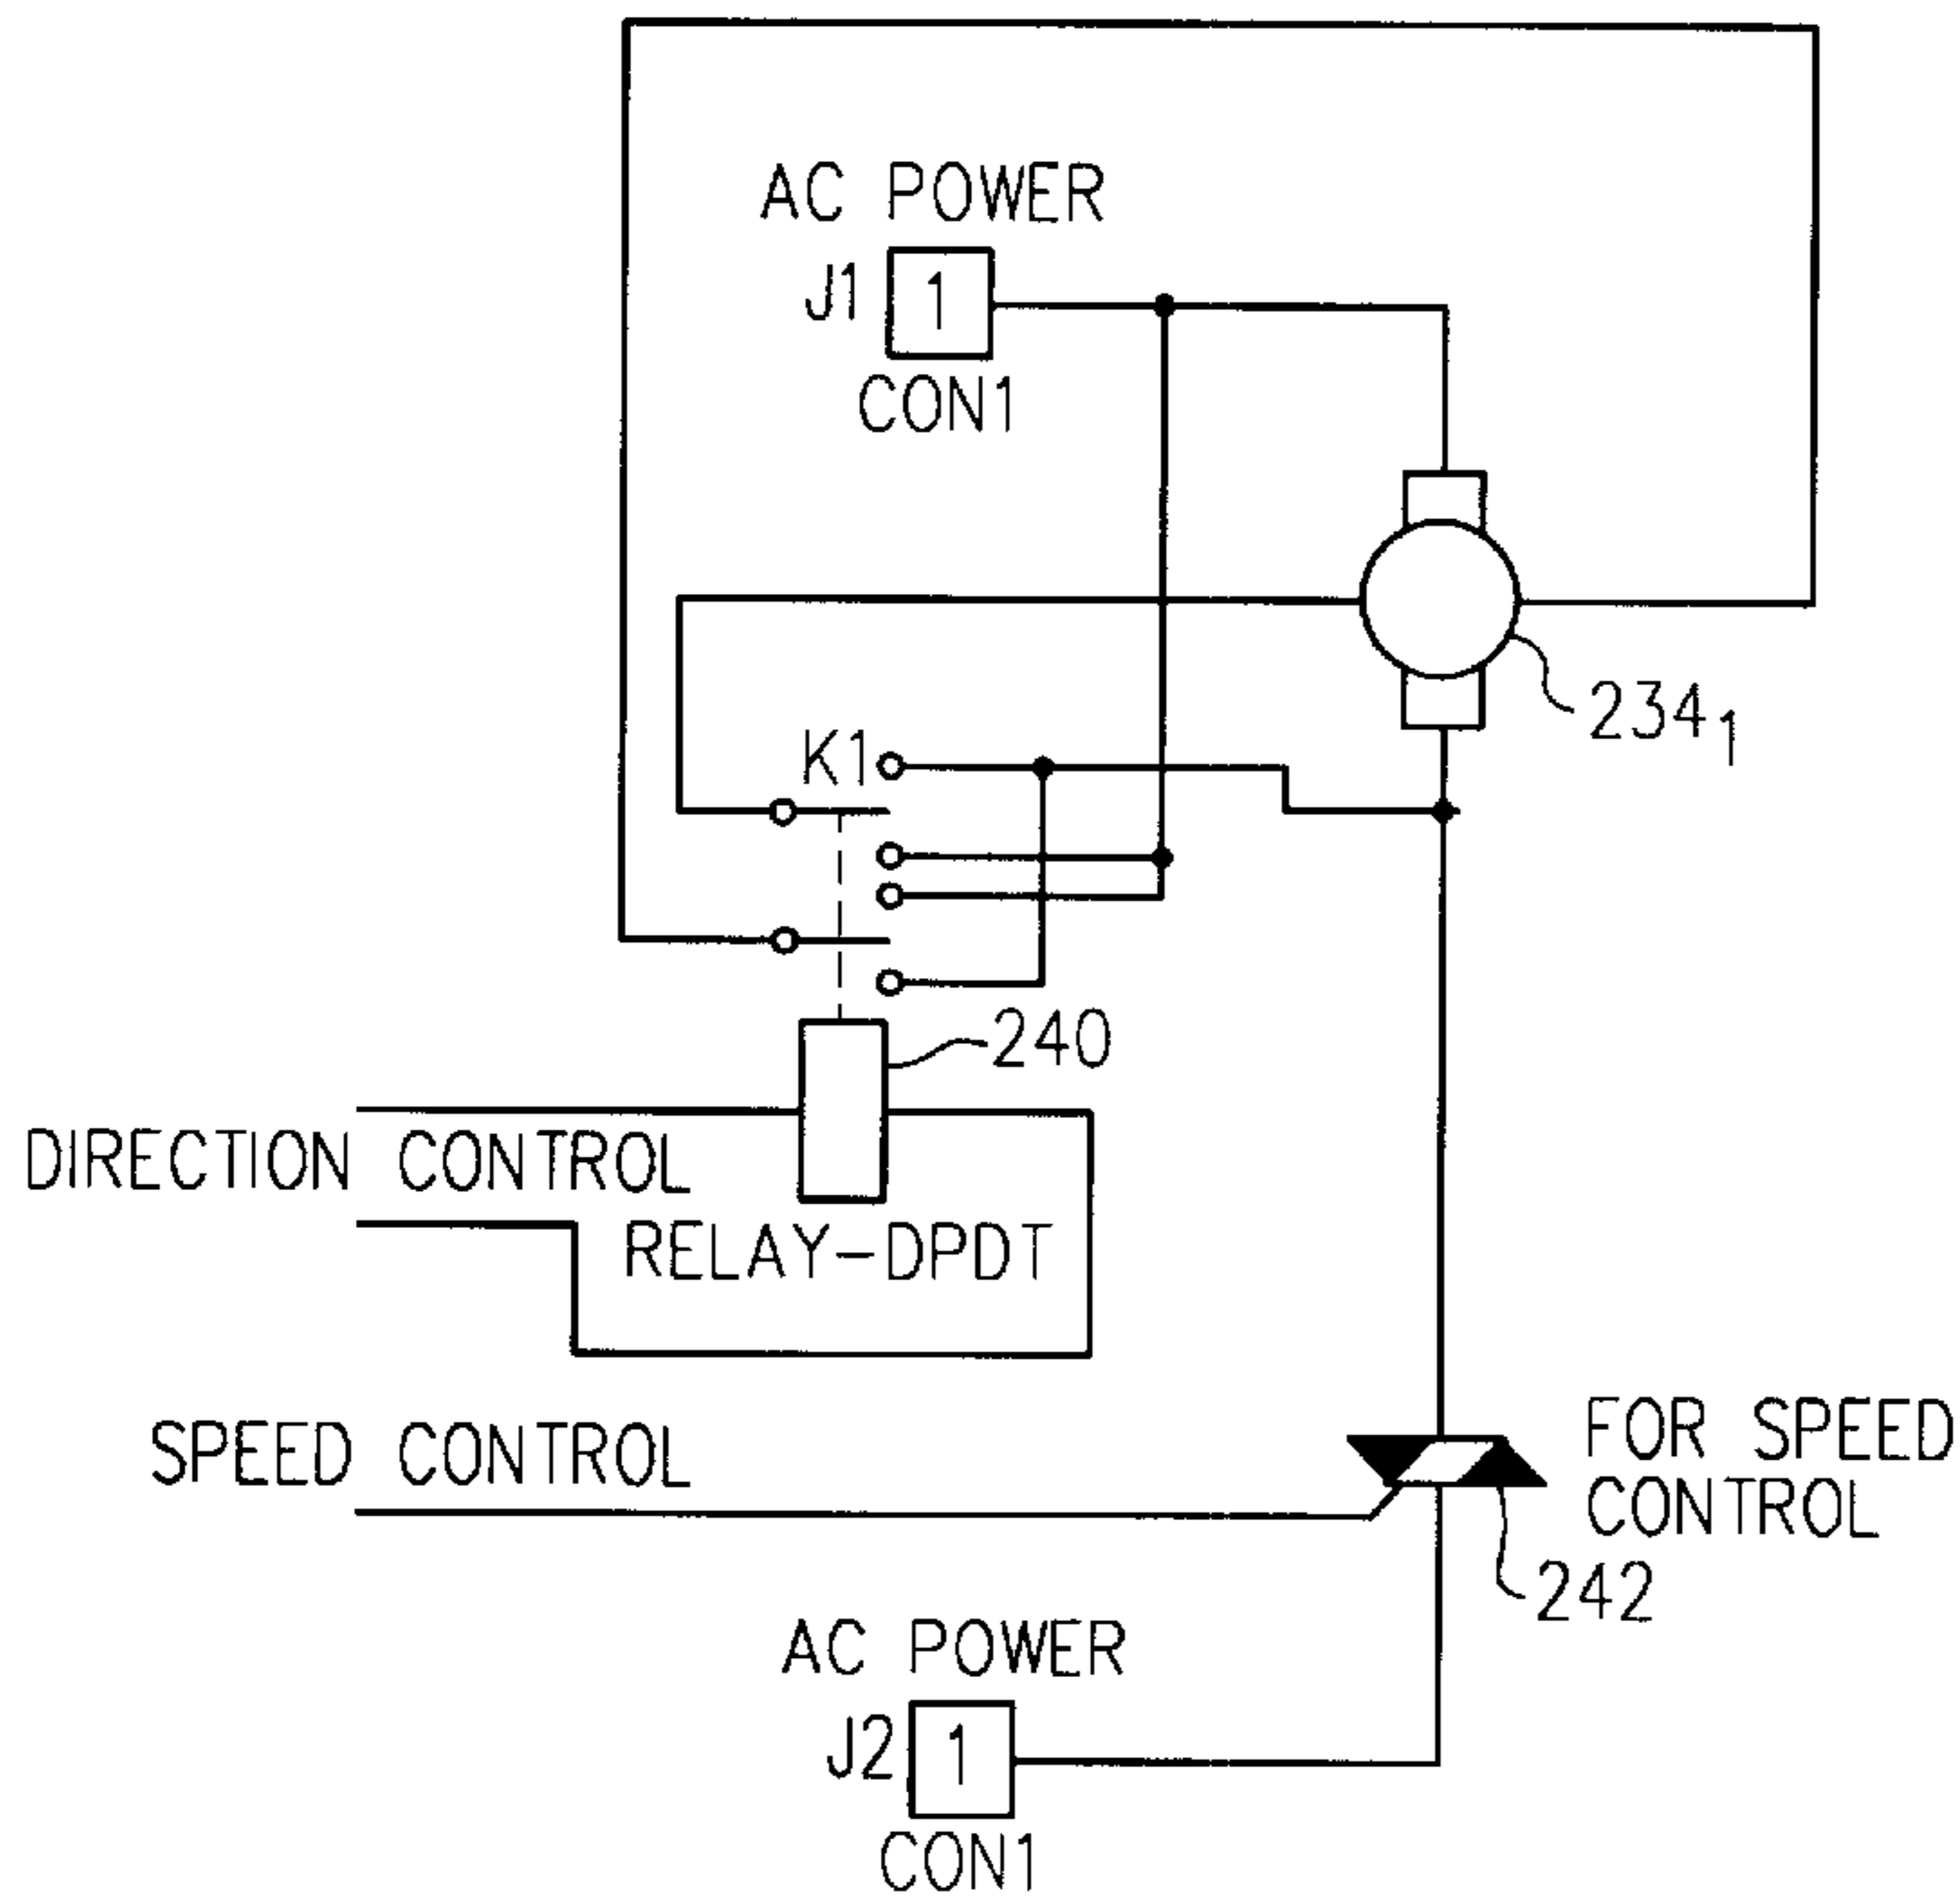 AC POWER
J1
1
CON1
234₁
K1
240
DIRECTION CONTROL
RELAY-DPDT
SPEED CONTROL
FOR SPEED
CONTROL
242
AC POWER
J2
1
CON1